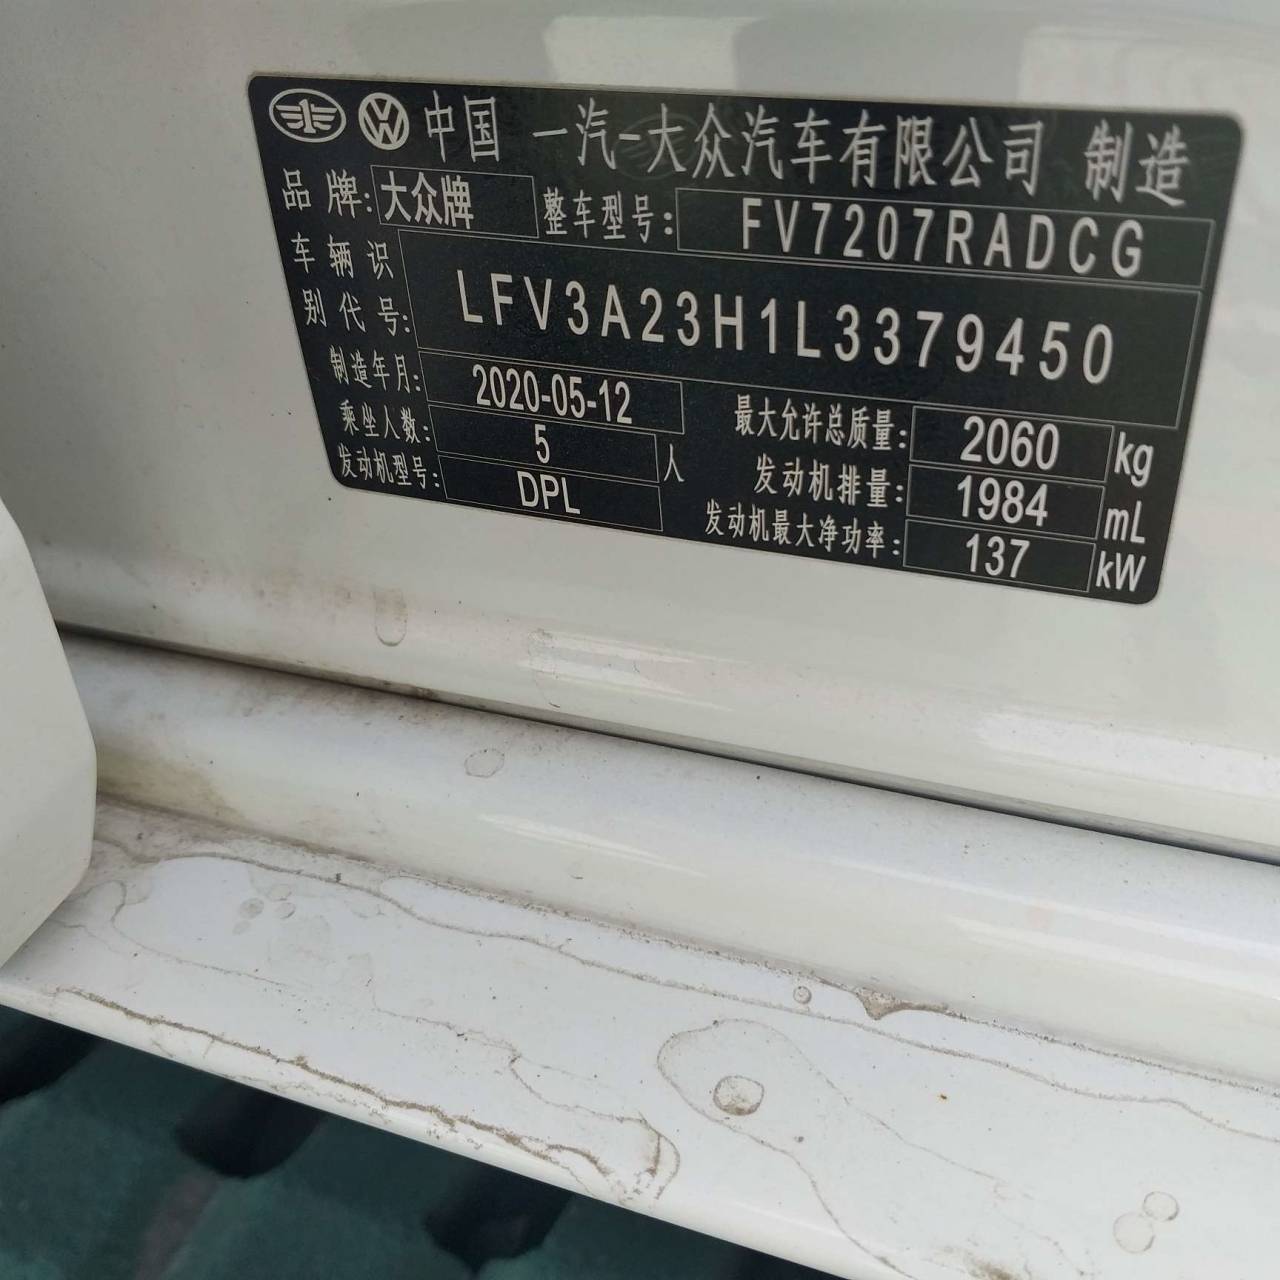 中国 一汽-大众汽车有限公司 制造
品牌: 大众牌 整车型号: FV7207RADCG
车辆识别代号: LFV3A23H1L3379450
制造年月: 2020-05-12 最大允许总质量: 2060 kg
乘坐人数: 5 人 发动机排量: 1984 mL
发动机型号: DPL 发动机最大净功率: 137 kW